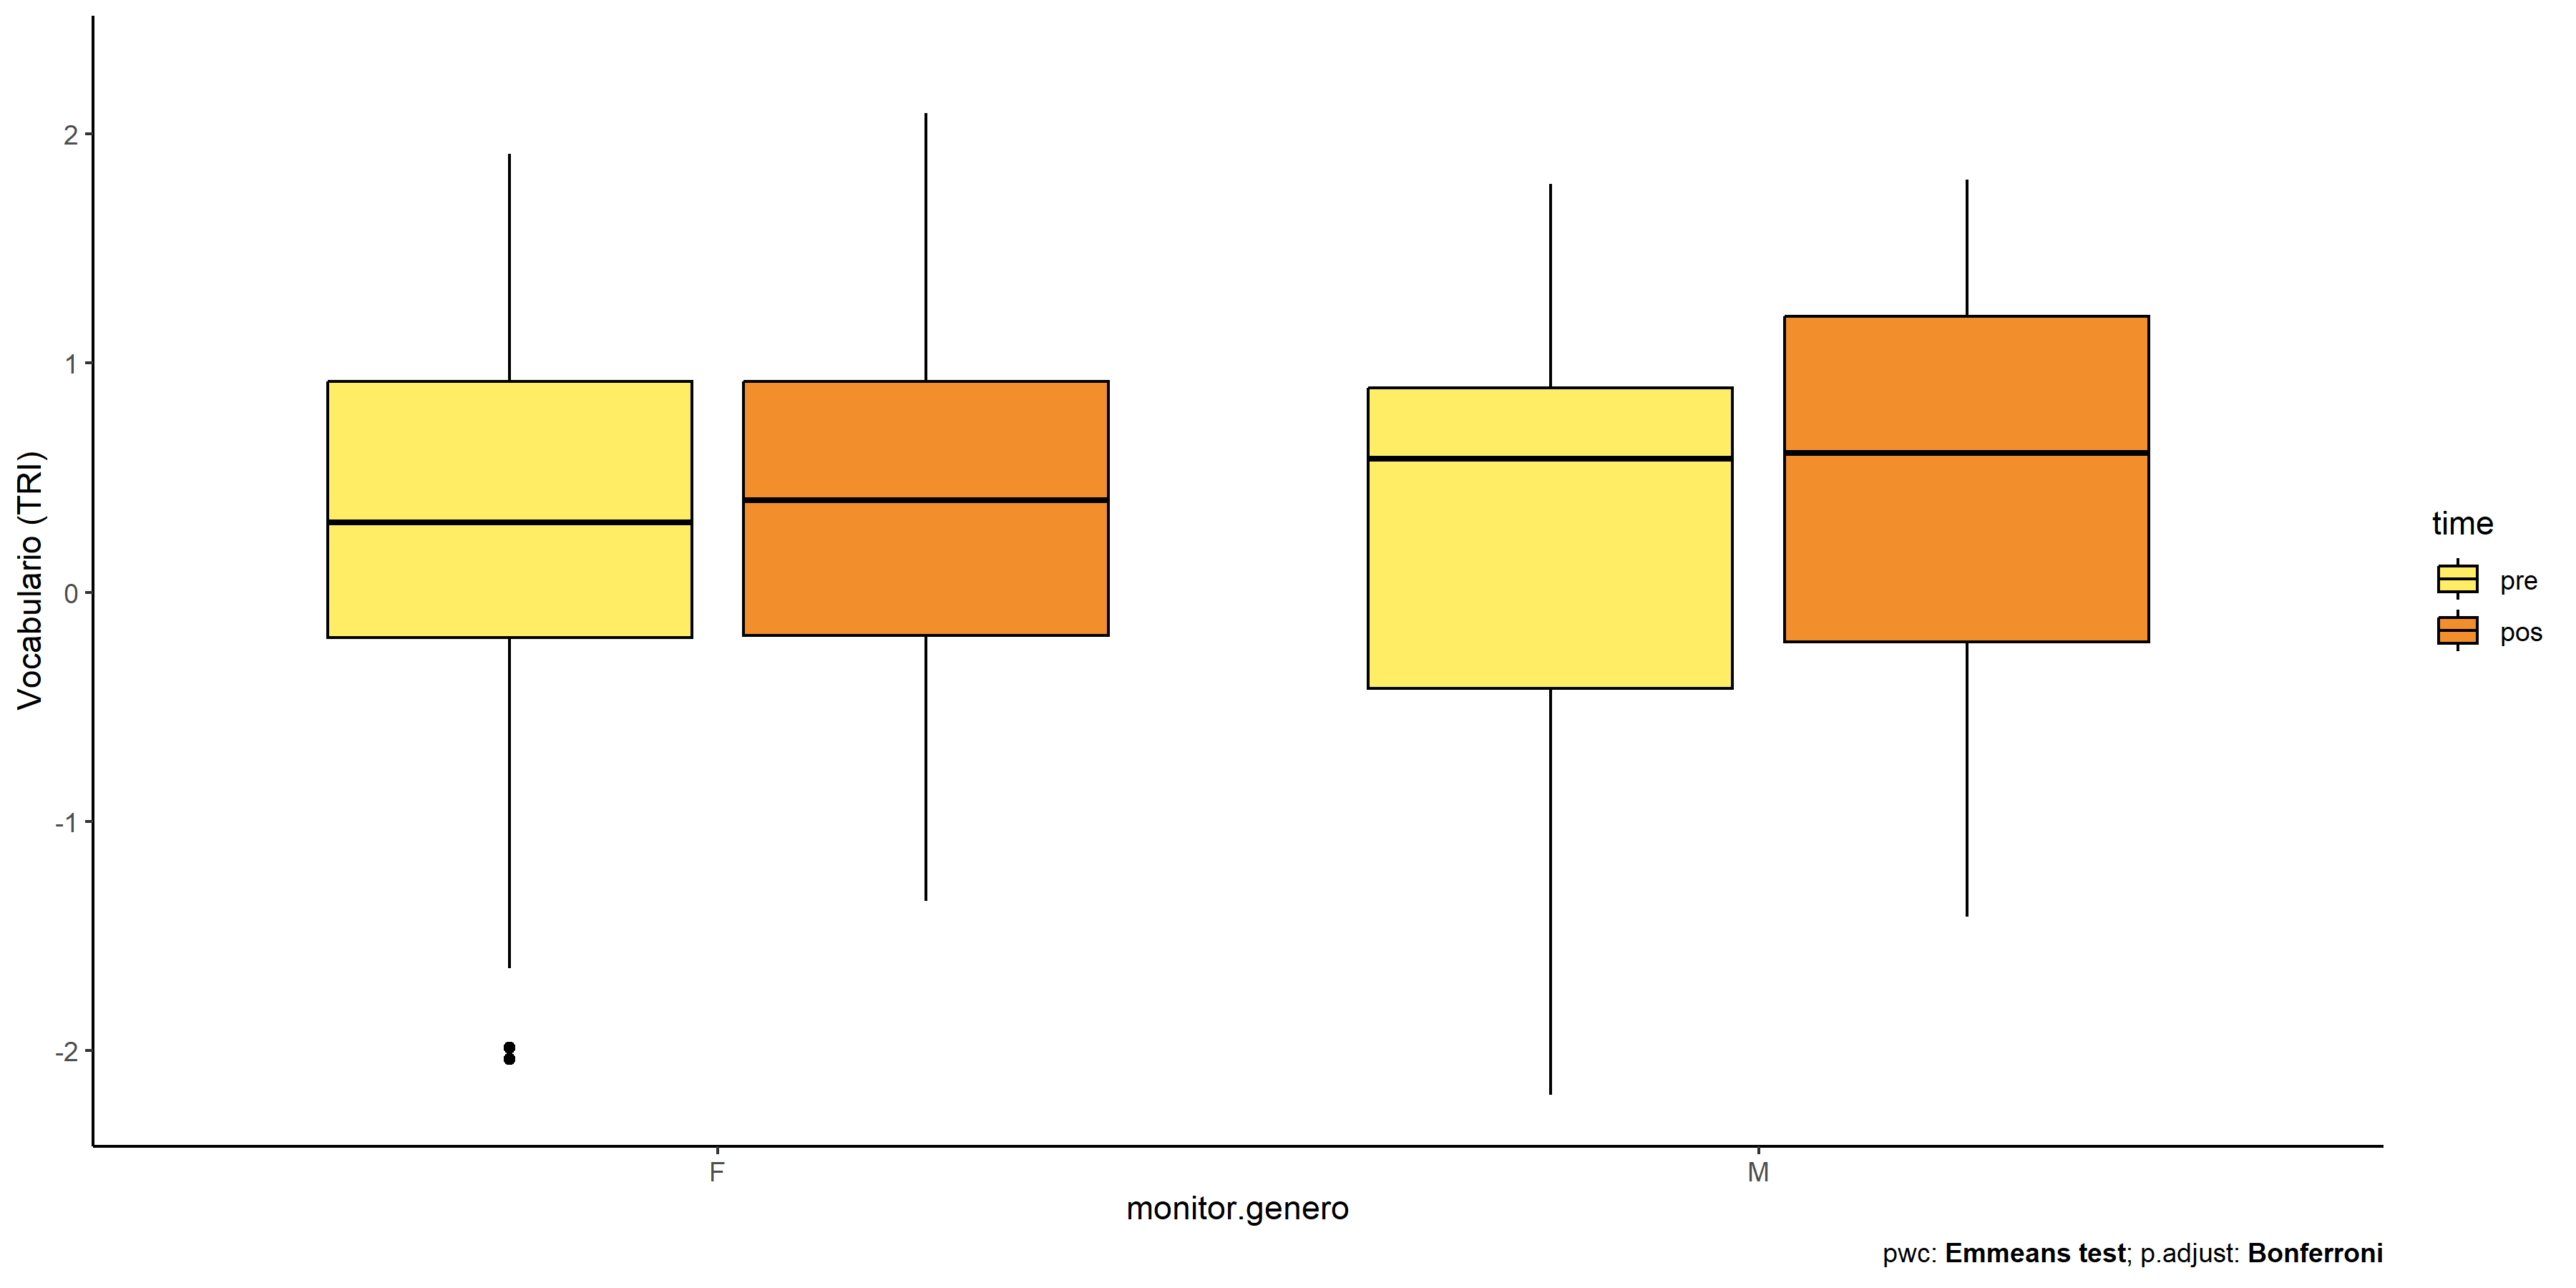 Vocabulario (TRI)
2
1
0
-1
-2
F
M
monitor.genero
time
pre
pos
pwc: Emmeans test; p.adjust: Bonferroni